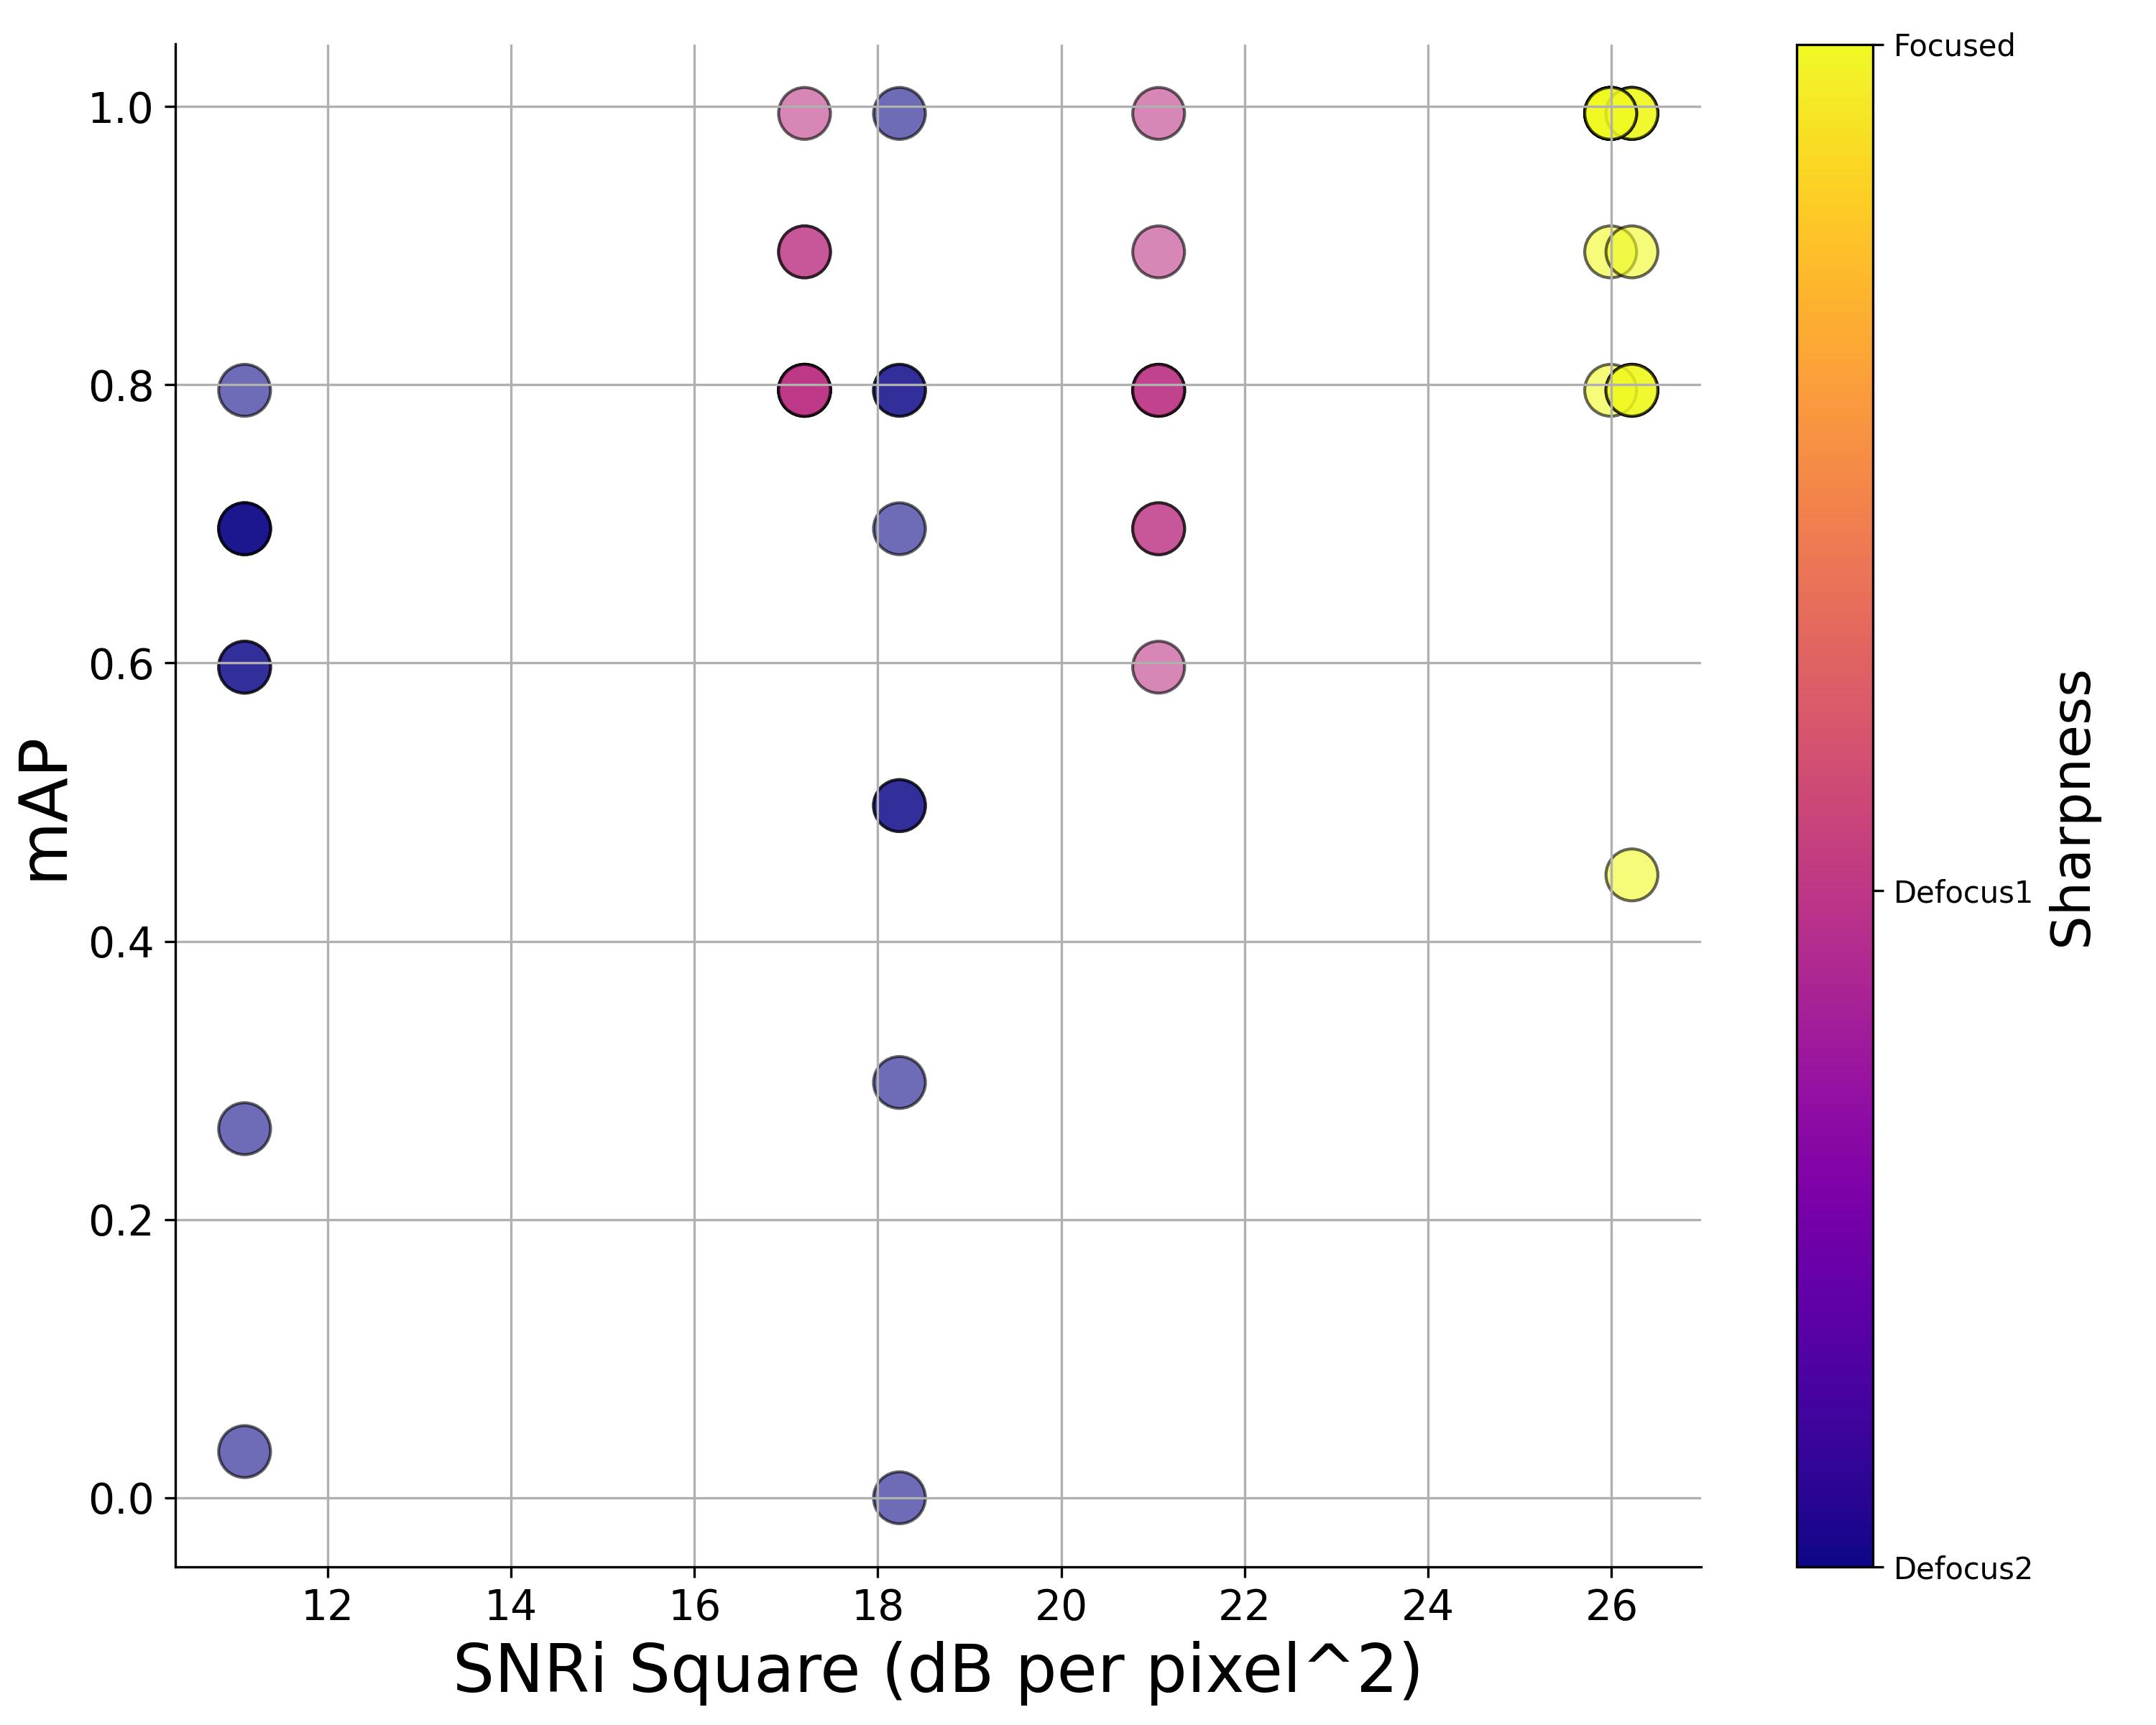 1.0
0.8
0.6
0.4
0.2
0.0
mAP
12 14 16 18 20 22 24 26
SNRi Square (dB per pixel^2)
Focused
Defocus1
Defocus2
Sharpness